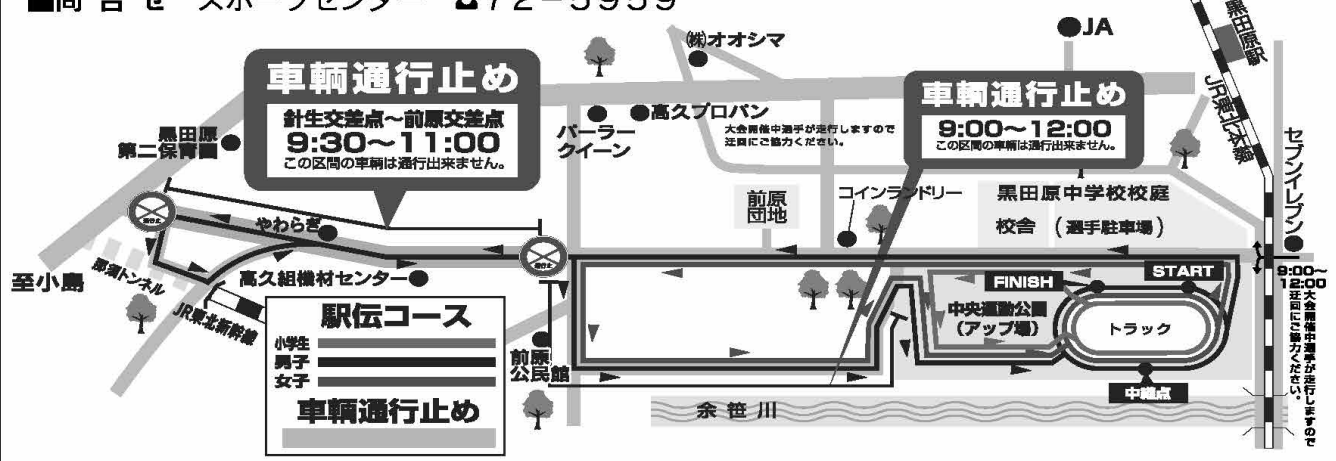 ■問合せ スポーツセンター ☎72-5959
車輌通行止め
針生交差点〜前原交差点
9:30〜11:00
この区間の車輌は通行出来ません。
㈱オオシマ
JA
黒田原駅
JR東北本線
車輌通行止め
9:00〜12:00
この区間の車輌は通行出来ません。
高久プロパン
パーラー
クイーン
大会開催中選手が走行しますので
迂回にご協力ください。
黒田原
第二保育園
セブンイレブン
前原
団地
コインランドリー
黒田原中学校校庭
校舎 (選手駐車場)
やわらぎ
高久組機材センター
至小島
那須トンネル
JR東北新幹線
FINISH
START
中央運動公園
(アップ場)
トラック
中継点
9:00〜
12:00
大会開催中選手が走行しますので
迂回にご協力ください。
駅伝コース
小学生
男子
女子
車輌通行止め
前原
公民館
余笹川